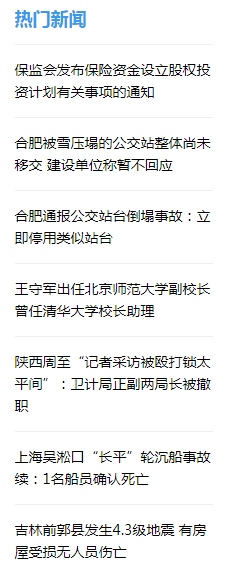 热门新闻
保监会发布保险资金设立股权投
资计划有关事项的通知
合肥被雪压塌的公交站整体尚未
移交 建设单位称暂不回应
合肥通报公交站台倒塌事故：立
即停用类似站台
王守军出任北京师范大学副校长
曾任清华大学校长助理
陕西周至“记者采访被殴打锁太
平间”：卫计局正副两局长被撤
职
上海吴淞口“长平”轮沉船事故
续：1名船员确认死亡
吉林前郭县发生4.3级地震 有房
屋受损无人员伤亡